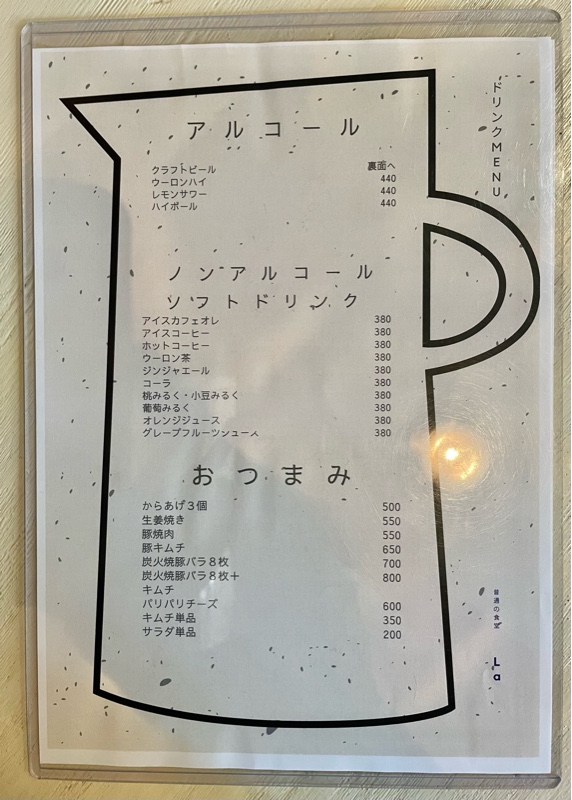 ドリンクMENU
アルコール
クラフトビール 裏面へ
ウーロンハイ 440
レモンサワー 440
ハイボール 440
ノンアルコール
ソフトドリンク
アイスカフェオレ 380
アイスコーヒー 380
ホットコーヒー 380
ウーロン茶 380
ジンジャエール 380
コーラ 380
桃みるく・小豆みるく 380
葡萄みるく 380
オレンジジュース 380
グレープフルーツジュース 380
おつまみ
からあげ3個 500
生姜焼き 550
豚焼肉 550
豚キムチ 650
炭火焼豚バラ8枚 700
炭火焼豚バラ8枚＋ 800
キムチ
パリパリチーズ 600
キムチ単品 350
サラダ単品 200
普通の食堂 La